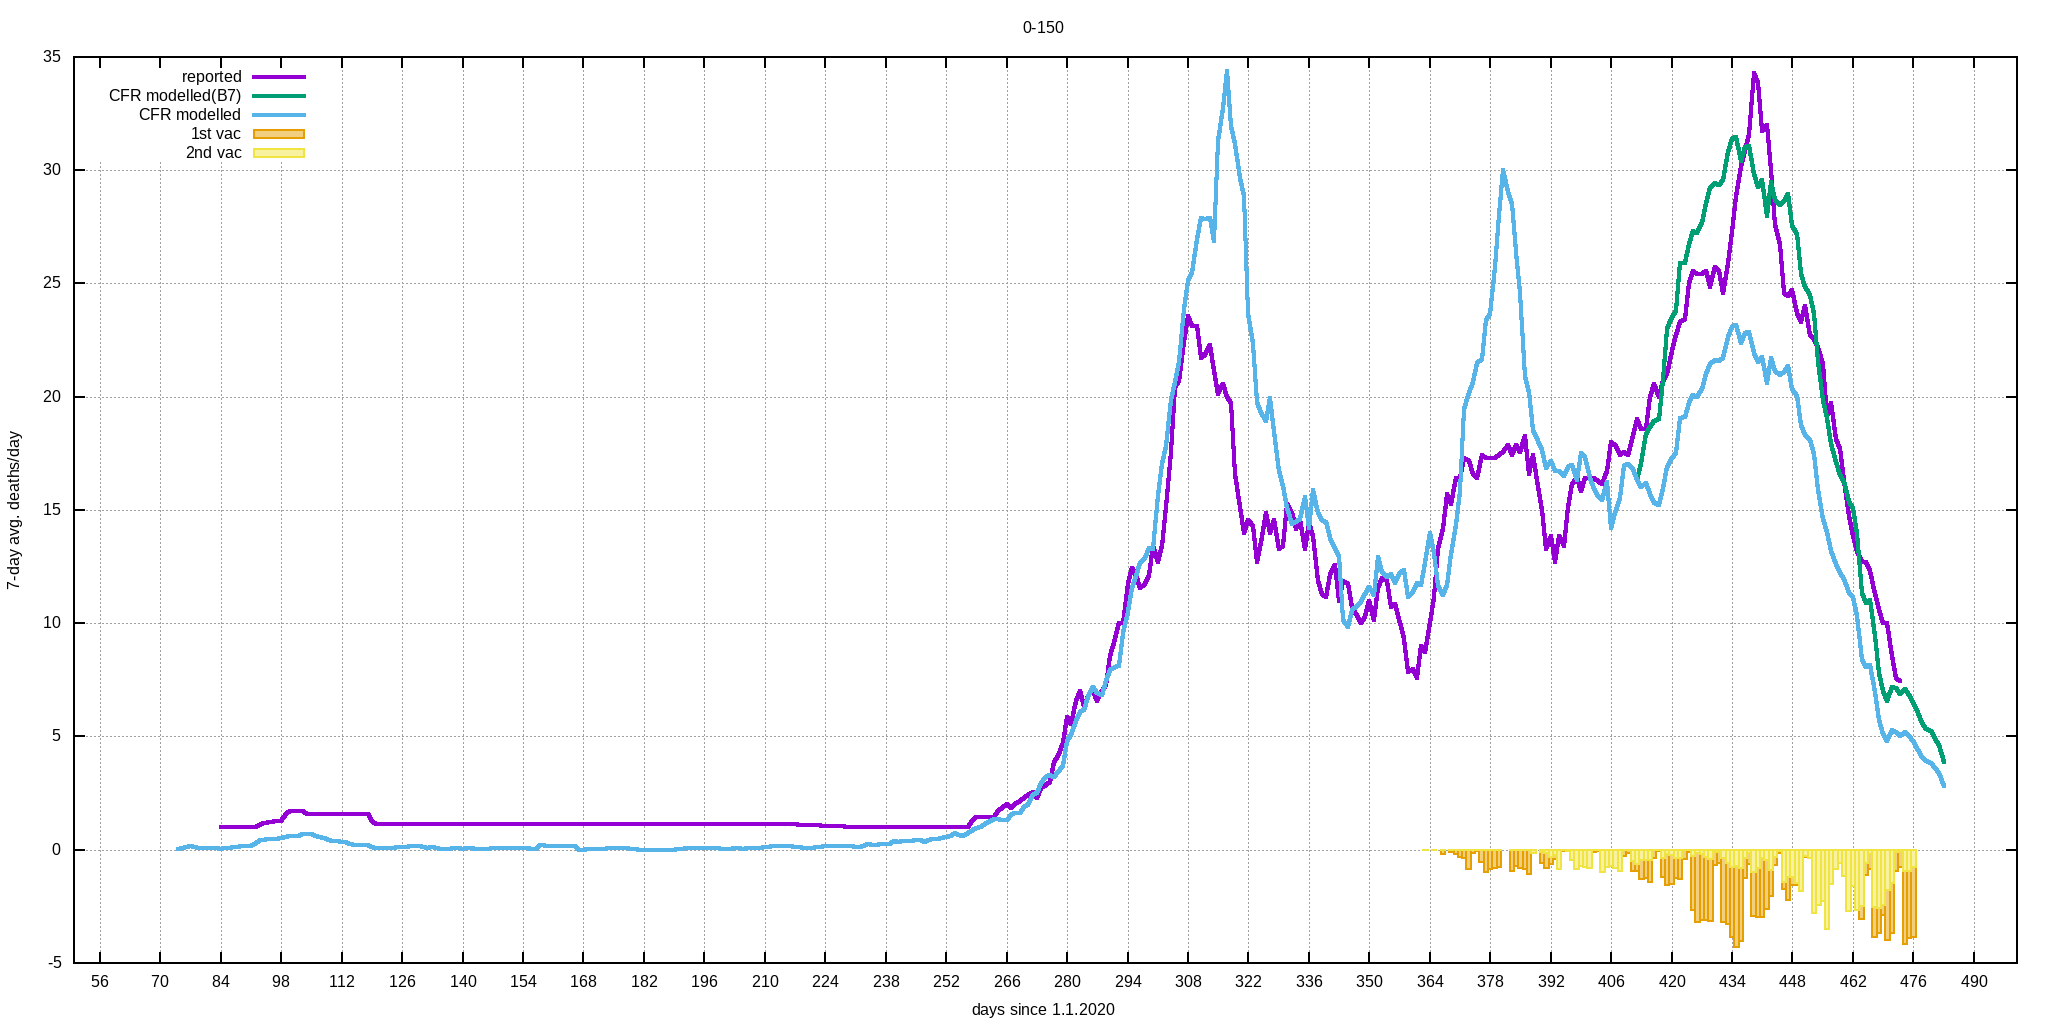 0-150
35
30
25
20
15
10
5
0
-5
7-day avg. deaths/day
reported
CFR modelled(B7)
CFR modelled
1st vac
2nd vac
56 70 84 98 112 126 140 154 168 182 196 210 224 238 252 266 280 294 308 322 336 350 364 378 392 406 420 434 448 462 476 490
days since 1.1.2020